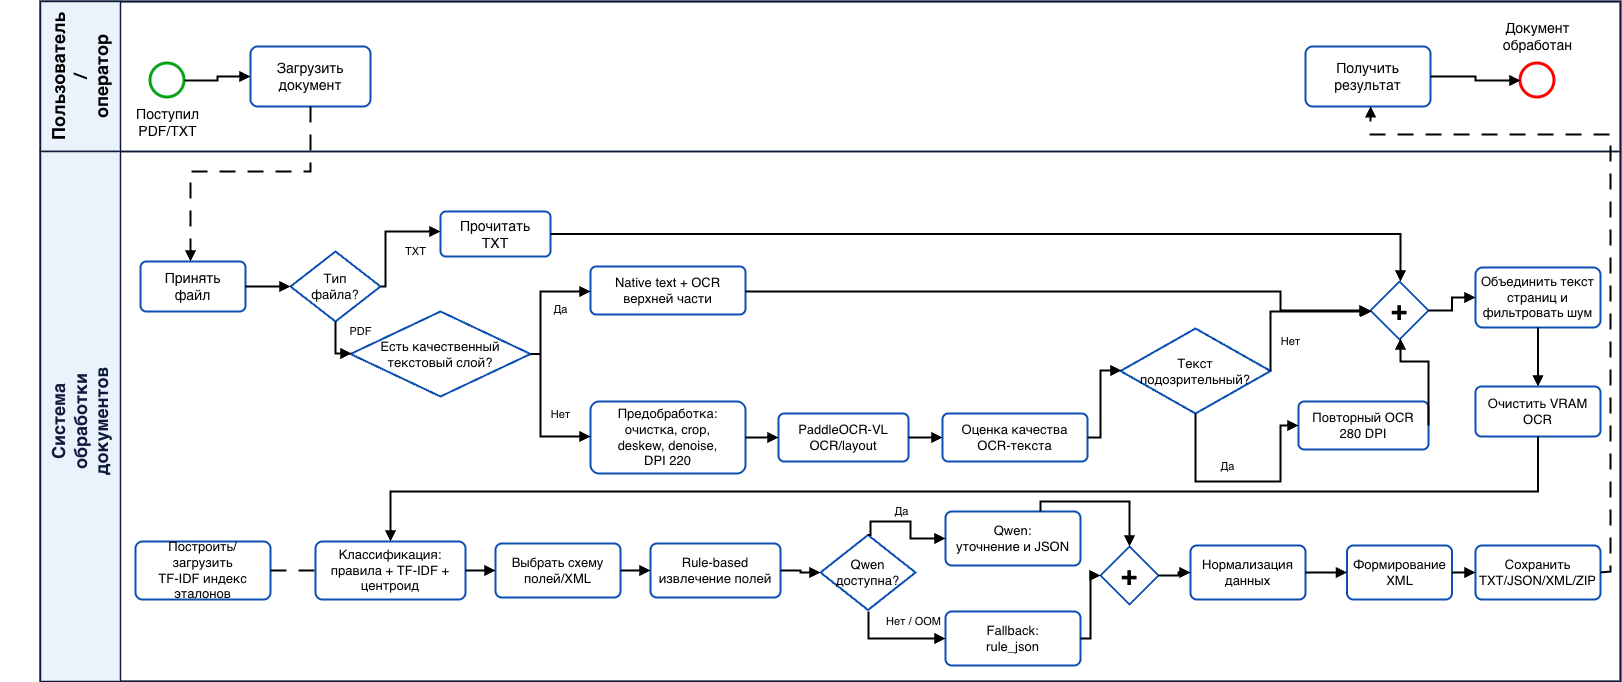 Пользователь
/
оператор
Поступил
PDF/TXT
Загрузить
документ
Получить
результат
Документ
обработан
Система
обработки
документов
Принять
файл
Тип
файла?
TXT
PDF
Прочитать
TXT
Есть качественный
текстовый слой?
Да
Нет
Native text + OCR
верхней части
Предобработка:
очистка, crop,
deskew, denoise,
DPI 220
PaddleOCR-VL
OCR/layout
Оценка качества
OCR-текста
Текст
подозрительный?
Нет
Да
Повторный OCR
280 DPI
+
Объединить текст
страниц и
фильтровать шум
Очистить VRAM
OCR
Построить/
загрузить
TF-IDF индекс
эталонов
Классификация:
правила + TF-IDF +
центроид
Выбрать схему
полей/XML
Rule-based
извлечение полей
Qwen
доступна?
Да
Нет / OOM
Qwen:
уточнение и JSON
Fallback:
rule_json
+
Нормализация
данных
Формирование
XML
Сохранить
TXT/JSON/XML/ZIP